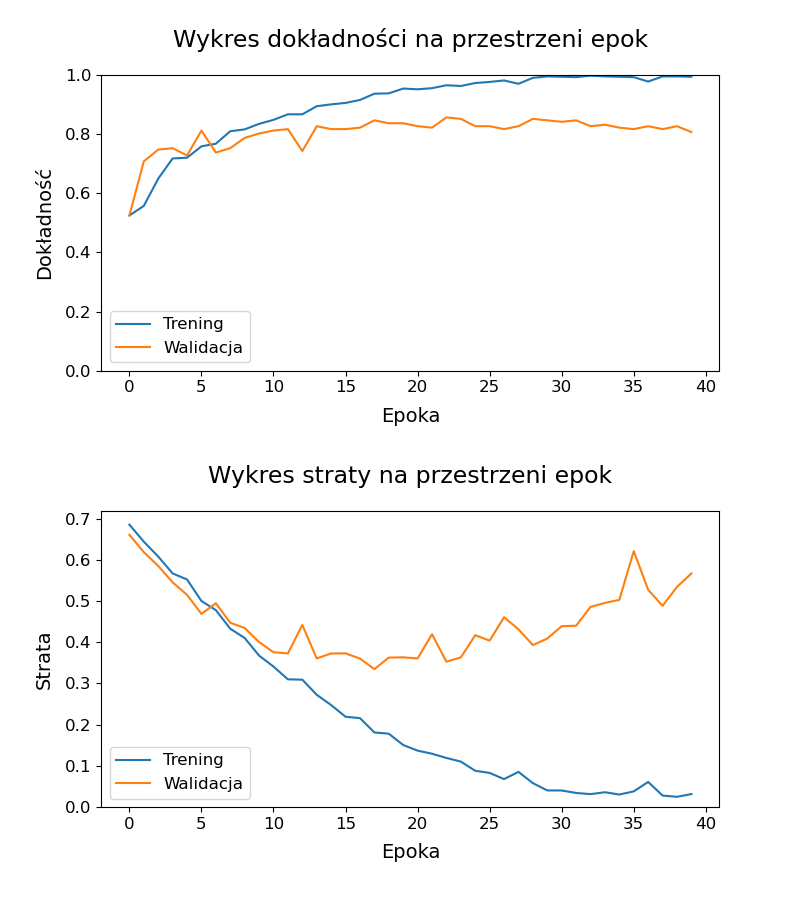 Wykres dokładności na przestrzeni epok
1.0
0.8
0.6
0.4
0.2
0.0
Dokładność
Trening
Walidacja
0 5 10 15 20 25 30 35 40
Epoka
Wykres straty na przestrzeni epok
0.7
0.6
0.5
0.4
0.3
0.2
0.1
0.0
Strata
Trening
Walidacja
0 5 10 15 20 25 30 35 40
Epoka